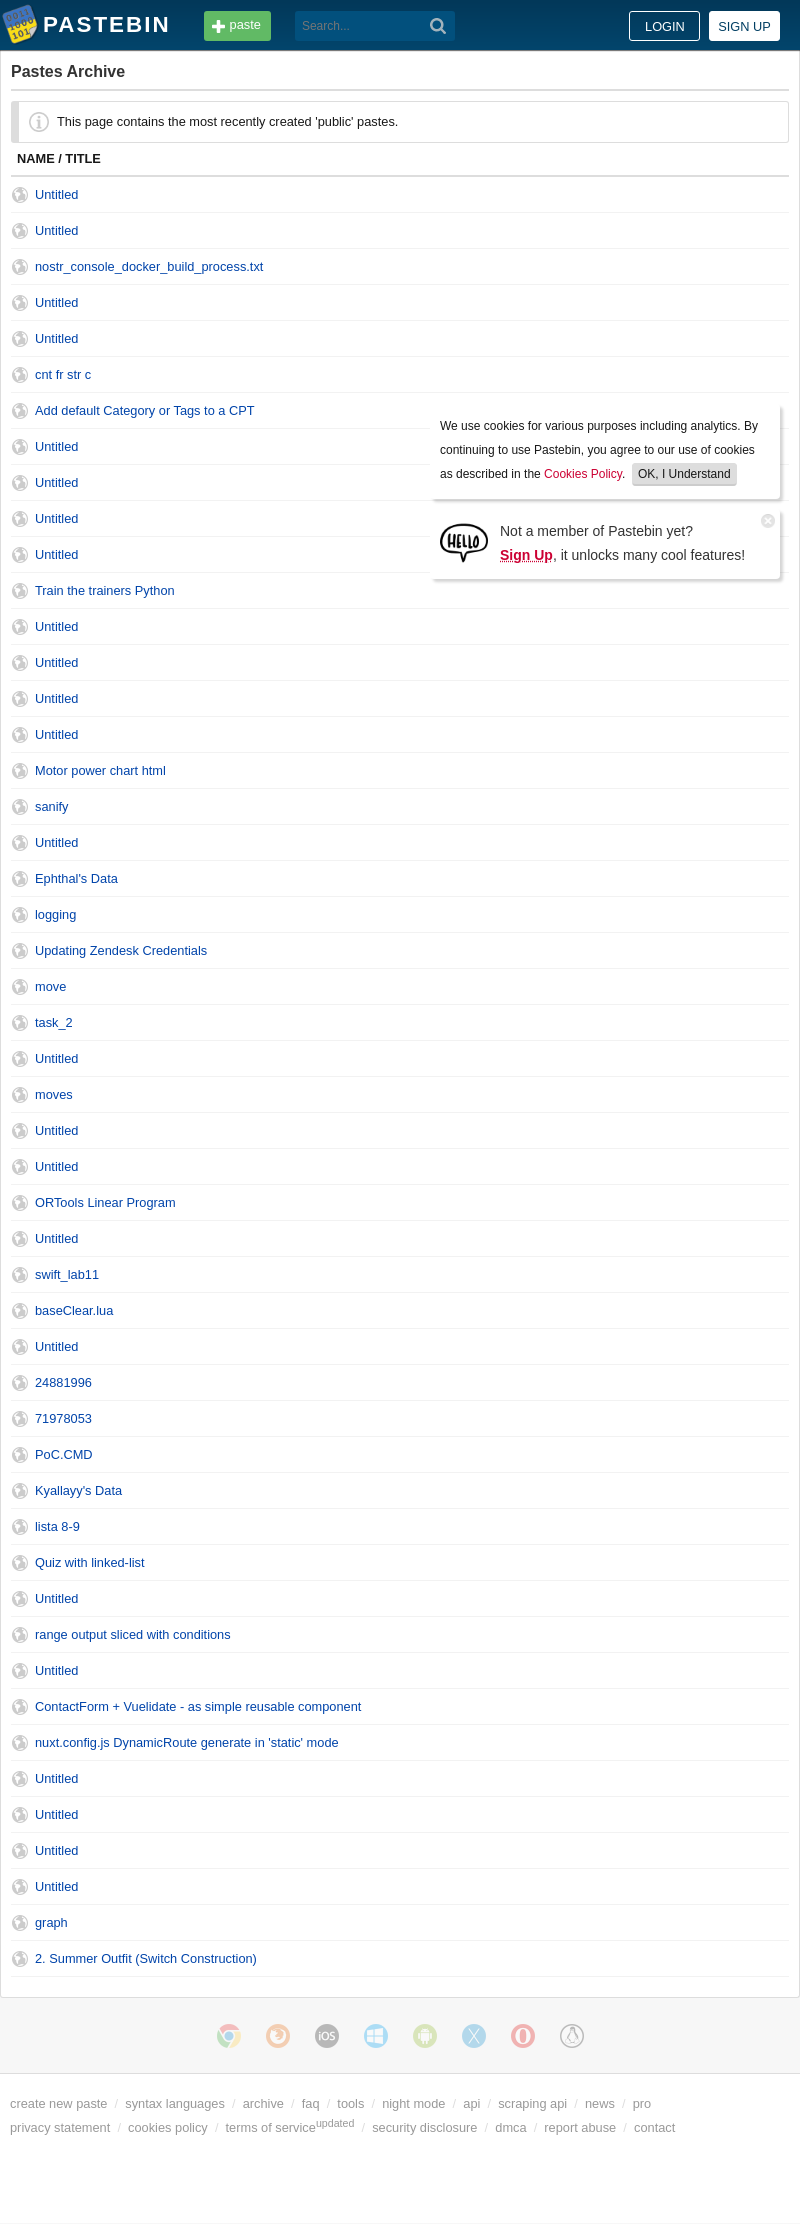 PASTEBIN paste Search... LOGIN SIGN UP
Pastes Archive
This page contains the most recently created 'public' pastes.
NAME / TITLE
Untitled
Untitled
nostr_console_docker_build_process.txt
Untitled
Untitled
cnt fr str c
Add default Category or Tags to a CPT
Untitled
Untitled
Untitled
Untitled
We use cookies for various purposes including analytics. By
continuing to use Pastebin, you agree to our use of cookies
as described in the Cookies Policy. OK, I Understand
HELLO
Not a member of Pastebin yet?
Sign Up, it unlocks many cool features!
Train the trainers Python
Untitled
Untitled
Untitled
Untitled
Motor power chart html
sanify
Untitled
Ephthal's Data
logging
Updating Zendesk Credentials
move
task_2
Untitled
moves
Untitled
Untitled
ORTools Linear Program
Untitled
swift_lab11
baseClear.lua
Untitled
24881996
71978053
PoC.CMD
Kyallayy's Data
lista 8-9
Quiz with linked-list
Untitled
range output sliced with conditions
Untitled
ContactForm + Vuelidate - as simple reusable component
nuxt.config.js DynamicRoute generate in 'static' mode
Untitled
Untitled
Untitled
Untitled
graph
2. Summer Outfit (Switch Construction)
iOS
create new paste / syntax languages / archive / faq / tools / night mode / api / scraping api / news / pro
privacy statement / cookies policy / terms of service updated / security disclosure / dmca / report abuse / contact